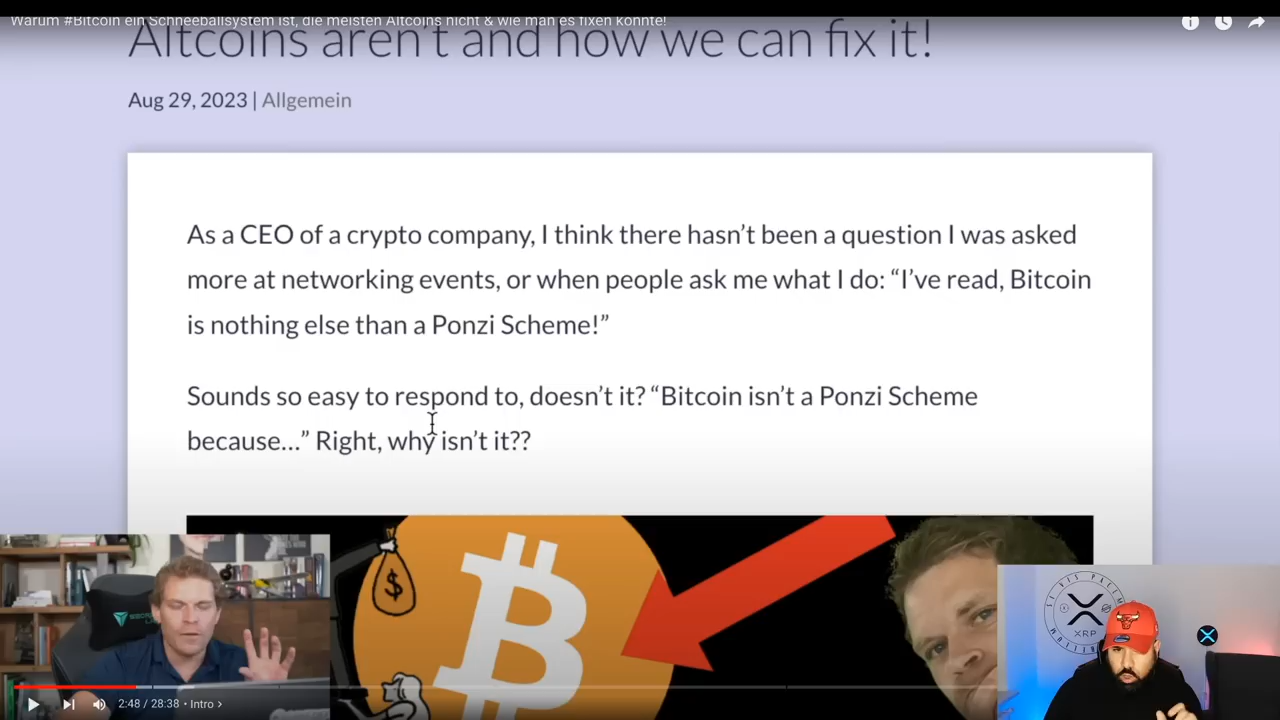 Warum #Bitcoin ein Schneeballsystem ist, die meisten Altcoins nicht & wie man es fixen könnte!
Altcoins aren't and how we can fix it!
Aug 29, 2023 | Allgemein
As a CEO of a crypto company, I think there hasn't been a question I was asked
more at networking events, or when people ask me what I do: “I've read, Bitcoin
is nothing else than a Ponzi Scheme!”
Sounds so easy to respond to, doesn't it? “Bitcoin isn't a Ponzi Scheme
because…” Right, why isn't it??
$
XRP
2:48 / 28:38 • Intro ›